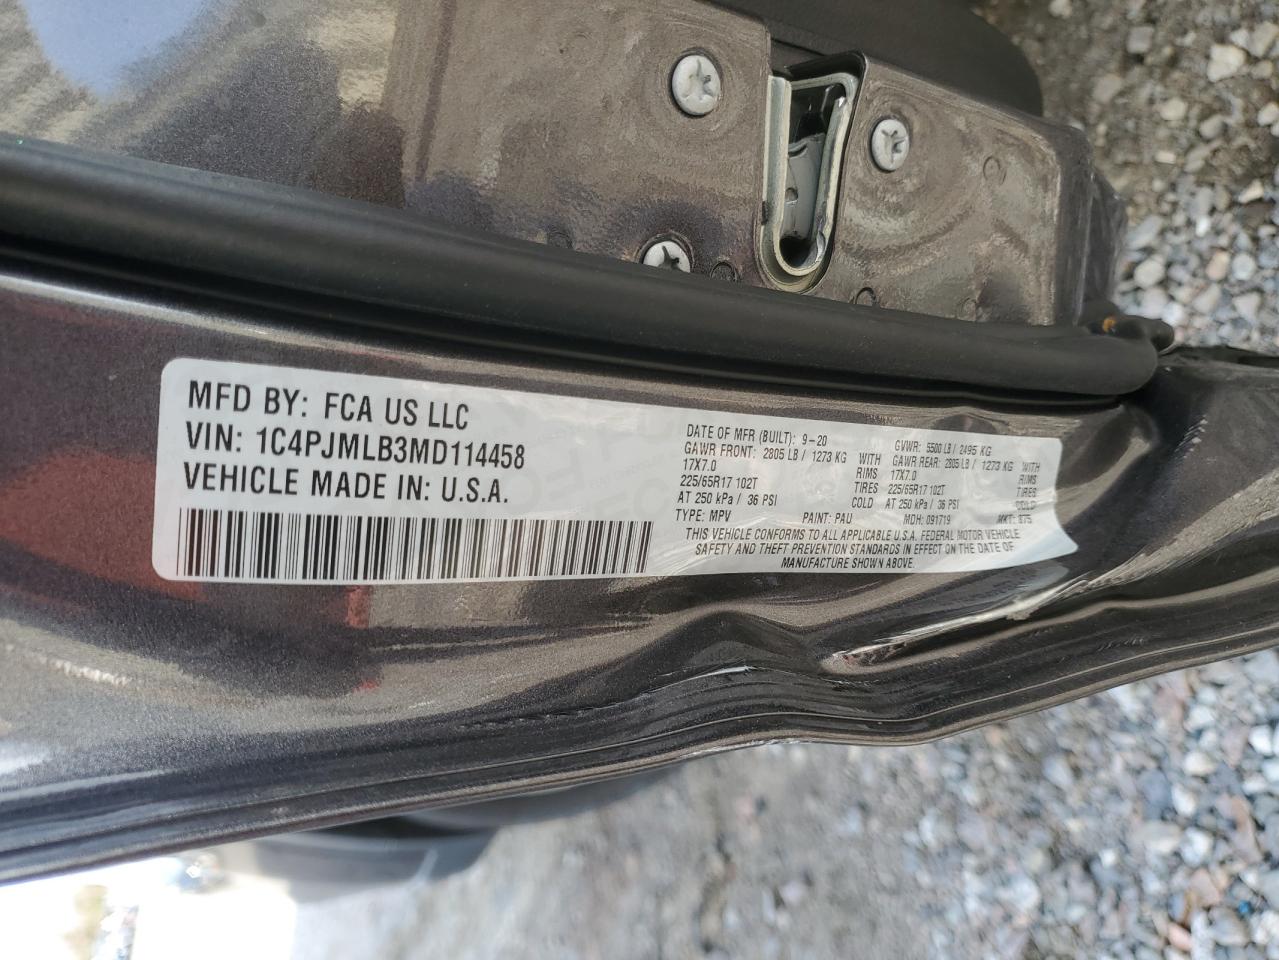 MFD BY: FCA US LLC
VIN: 1C4PJMLB3MD114458
VEHICLE MADE IN: U.S.A.
DATE OF MFR (BUILT): 9-20 GVWR: 5500 LB / 2495 KG
GAWR FRONT: 2805 LB / 1273 KG WITH GAWR REAR: 2805 LB / 1273 KG WITH
17X7.0 RIMS 17X7.0 RIMS
225/65R17 102T TIRES 225/65R17 102T TIRES
AT 250 kPa / 36 PSI COLD AT 250 kPa / 36 PSI COLD
TYPE: MPV PAINT: PAU MDH: 091719 MKT: 875
THIS VEHICLE CONFORMS TO ALL APPLICABLE U.S.A. FEDERAL MOTOR VEHICLE
SAFETY AND THEFT PREVENTION STANDARDS IN EFFECT ON THE DATE OF
MANUFACTURE SHOWN ABOVE.